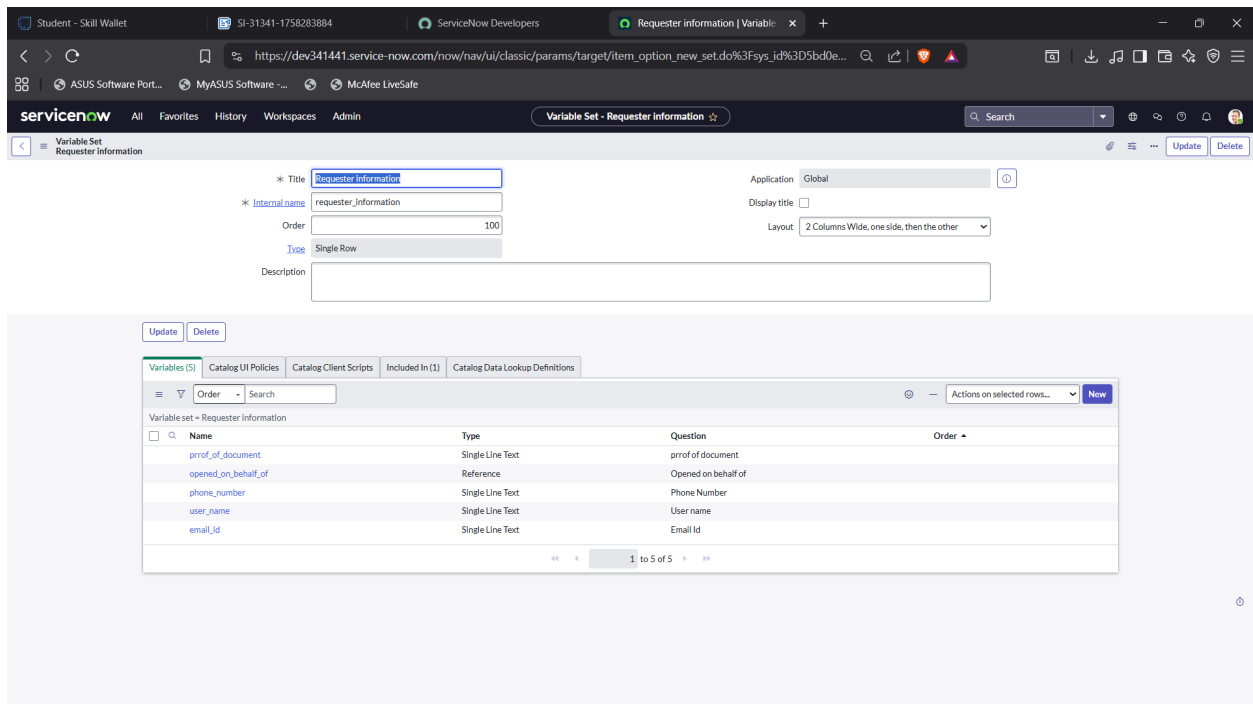 Student - Skill Wallet
SI-31341-1758283884
ServiceNow Developers
Requester information | Variable
https://dev341441.service-now.com/now/nav/ui/classic/params/target/item_option_new_set.do%3Fsys_id%3D5bd0e...
ASUS Software Port... MyASUS Software -... McAfee LiveSafe
servicenow All Favorites History Workspaces Admin Variable Set - Requester information Search
Variable Set
Requester information
Update Delete
Title Requester information Application Global
Internal name requester_information Display title
Order 100 Layout 2 Columns Wide, one side, then the other
Type Single Row
Description
Update Delete
Variables (5) Catalog UI Policies Catalog Client Scripts Included In (1) Catalog Data Lookup Definitions
Order Search Actions on selected rows... New
Variable set = Requester information
Name Type Question Order
prrof_of_document Single Line Text prrof of document
opened_on_behalf_of Reference Opened on behalf of
phone_number Single Line Text Phone Number
user_name Single Line Text User name
email_id Single Line Text Email Id
1 to 5 of 5